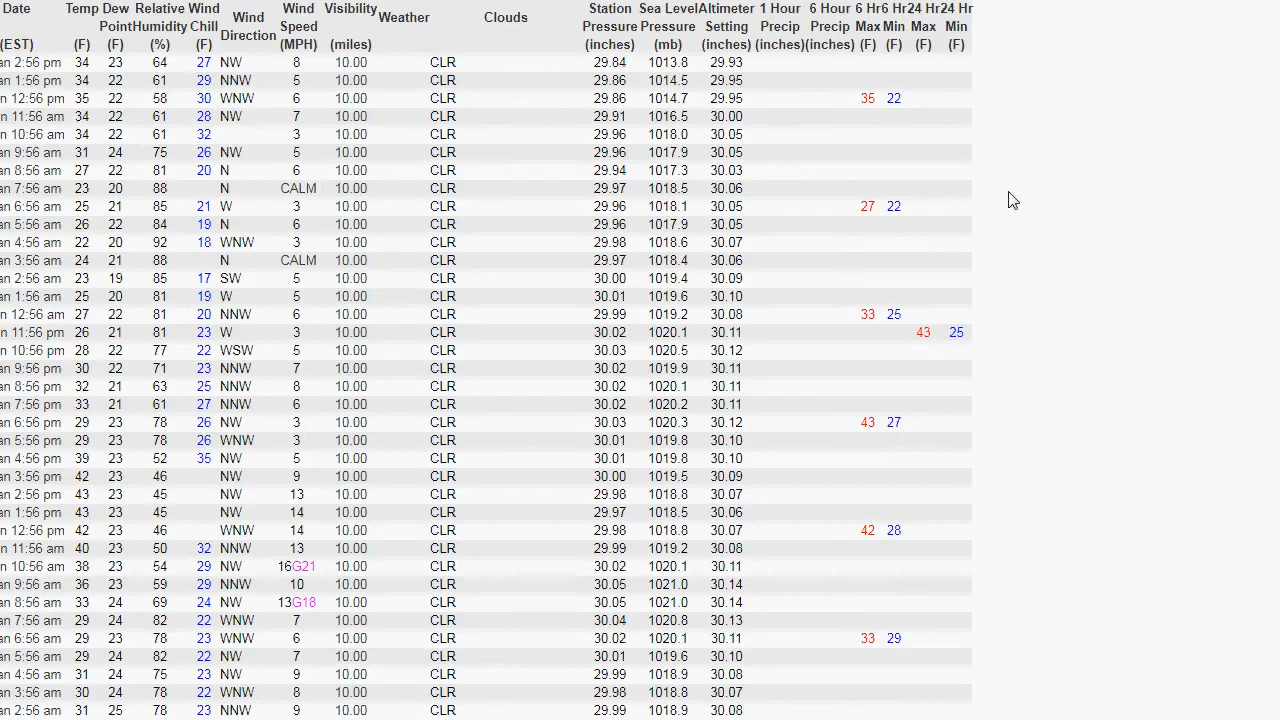 Date Temp Dew Relative Wind Wind Wind Visibility Weather Clouds Station Sea Level Altimeter 1 Hour 6 Hour 6 Hr 6 Hr 24 Hr 24 Hr
Point Humidity Chill Direction Speed Pressure Pressure Setting Precip Precip Max Min Max Min
(EST) (F) (F) (%) (F) (MPH) (miles) (inches) (mb) (inches) (inches) (inches) (F) (F) (F) (F)
an 2:56 pm 34 23 64 27 NW 8 10.00 CLR 29.84 1013.8 29.93
an 1:56 pm 34 22 61 29 NNW 5 10.00 CLR 29.86 1014.5 29.95
n 12:56 pm 35 22 58 30 WNW 6 10.00 CLR 29.86 1014.7 29.95 35 22
n 11:56 am 34 22 61 28 NW 7 10.00 CLR 29.91 1016.5 30.00
n 10:56 am 34 22 61 32 3 10.00 CLR 29.96 1018.0 30.05
an 9:56 am 31 24 75 26 NW 5 10.00 CLR 29.96 1017.9 30.05
an 8:56 am 27 22 81 20 N 6 10.00 CLR 29.94 1017.3 30.03
an 7:56 am 23 20 88 N CALM 10.00 CLR 29.97 1018.5 30.06
an 6:56 am 25 21 85 21 W 3 10.00 CLR 29.96 1018.1 30.05 27 22
an 5:56 am 26 22 84 19 N 6 10.00 CLR 29.96 1017.9 30.05
an 4:56 am 22 20 92 18 WNW 3 10.00 CLR 29.98 1018.6 30.07
an 3:56 am 24 21 88 N CALM 10.00 CLR 29.97 1018.4 30.06
an 2:56 am 23 19 85 17 SW 5 10.00 CLR 30.00 1019.4 30.09
an 1:56 am 25 20 81 19 W 5 10.00 CLR 30.01 1019.6 30.10
n 12:56 am 27 22 81 20 NNW 6 10.00 CLR 29.99 1019.2 30.08 33 25
n 11:56 pm 26 21 81 23 W 3 10.00 CLR 30.02 1020.1 30.11 43 25
n 10:56 pm 28 22 77 22 WSW 5 10.00 CLR 30.03 1020.5 30.12
an 9:56 pm 30 22 71 23 NNW 7 10.00 CLR 30.02 1019.9 30.11
an 8:56 pm 32 21 63 25 NNW 8 10.00 CLR 30.02 1020.1 30.11
an 7:56 pm 33 21 61 27 NNW 6 10.00 CLR 30.02 1020.2 30.11
an 6:56 pm 29 23 78 26 NW 3 10.00 CLR 30.03 1020.3 30.12 43 27
an 5:56 pm 29 23 78 26 WNW 3 10.00 CLR 30.01 1019.8 30.10
an 4:56 pm 39 23 52 35 NW 5 10.00 CLR 30.01 1019.8 30.10
an 3:56 pm 42 23 46 NW 9 10.00 CLR 30.00 1019.5 30.09
an 2:56 pm 43 23 45 NW 13 10.00 CLR 29.98 1018.8 30.07
an 1:56 pm 43 23 45 NW 14 10.00 CLR 29.97 1018.5 30.06
n 12:56 pm 42 23 46 WNW 14 10.00 CLR 29.98 1018.8 30.07 42 28
n 11:56 am 40 23 50 32 NNW 13 10.00 CLR 29.99 1019.2 30.08
n 10:56 am 38 23 54 29 NW 16G21 10.00 CLR 30.02 1020.1 30.11
an 9:56 am 36 23 59 29 NNW 10 10.00 CLR 30.05 1021.0 30.14
an 8:56 am 33 24 69 24 NW 13G18 10.00 CLR 30.05 1021.0 30.14
an 7:56 am 29 24 82 22 WNW 7 10.00 CLR 30.04 1020.8 30.13
an 6:56 am 29 23 78 23 WNW 6 10.00 CLR 30.02 1020.1 30.11 33 29
an 5:56 am 29 24 82 22 NW 7 10.00 CLR 30.01 1019.6 30.10
an 4:56 am 31 24 75 23 NW 9 10.00 CLR 29.99 1018.9 30.08
an 3:56 am 30 24 78 22 WNW 8 10.00 CLR 29.98 1018.8 30.07
an 2:56 am 31 25 78 23 NNW 9 10.00 CLR 29.99 1018.9 30.08